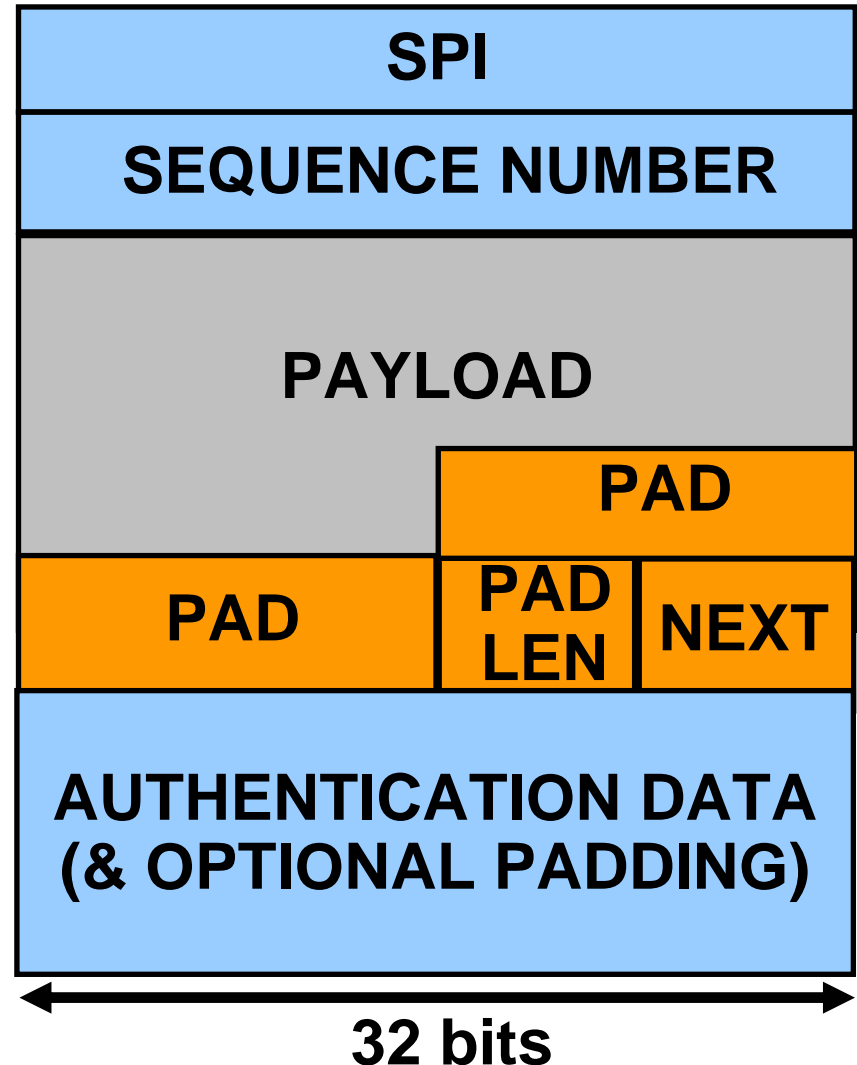 SPI
SEQUENCE NUMBER
PAYLOAD
PAD
PAD
PAD
LEN
NEXT
AUTHENTICATION DATA
(& OPTIONAL PADDING)
32 bits